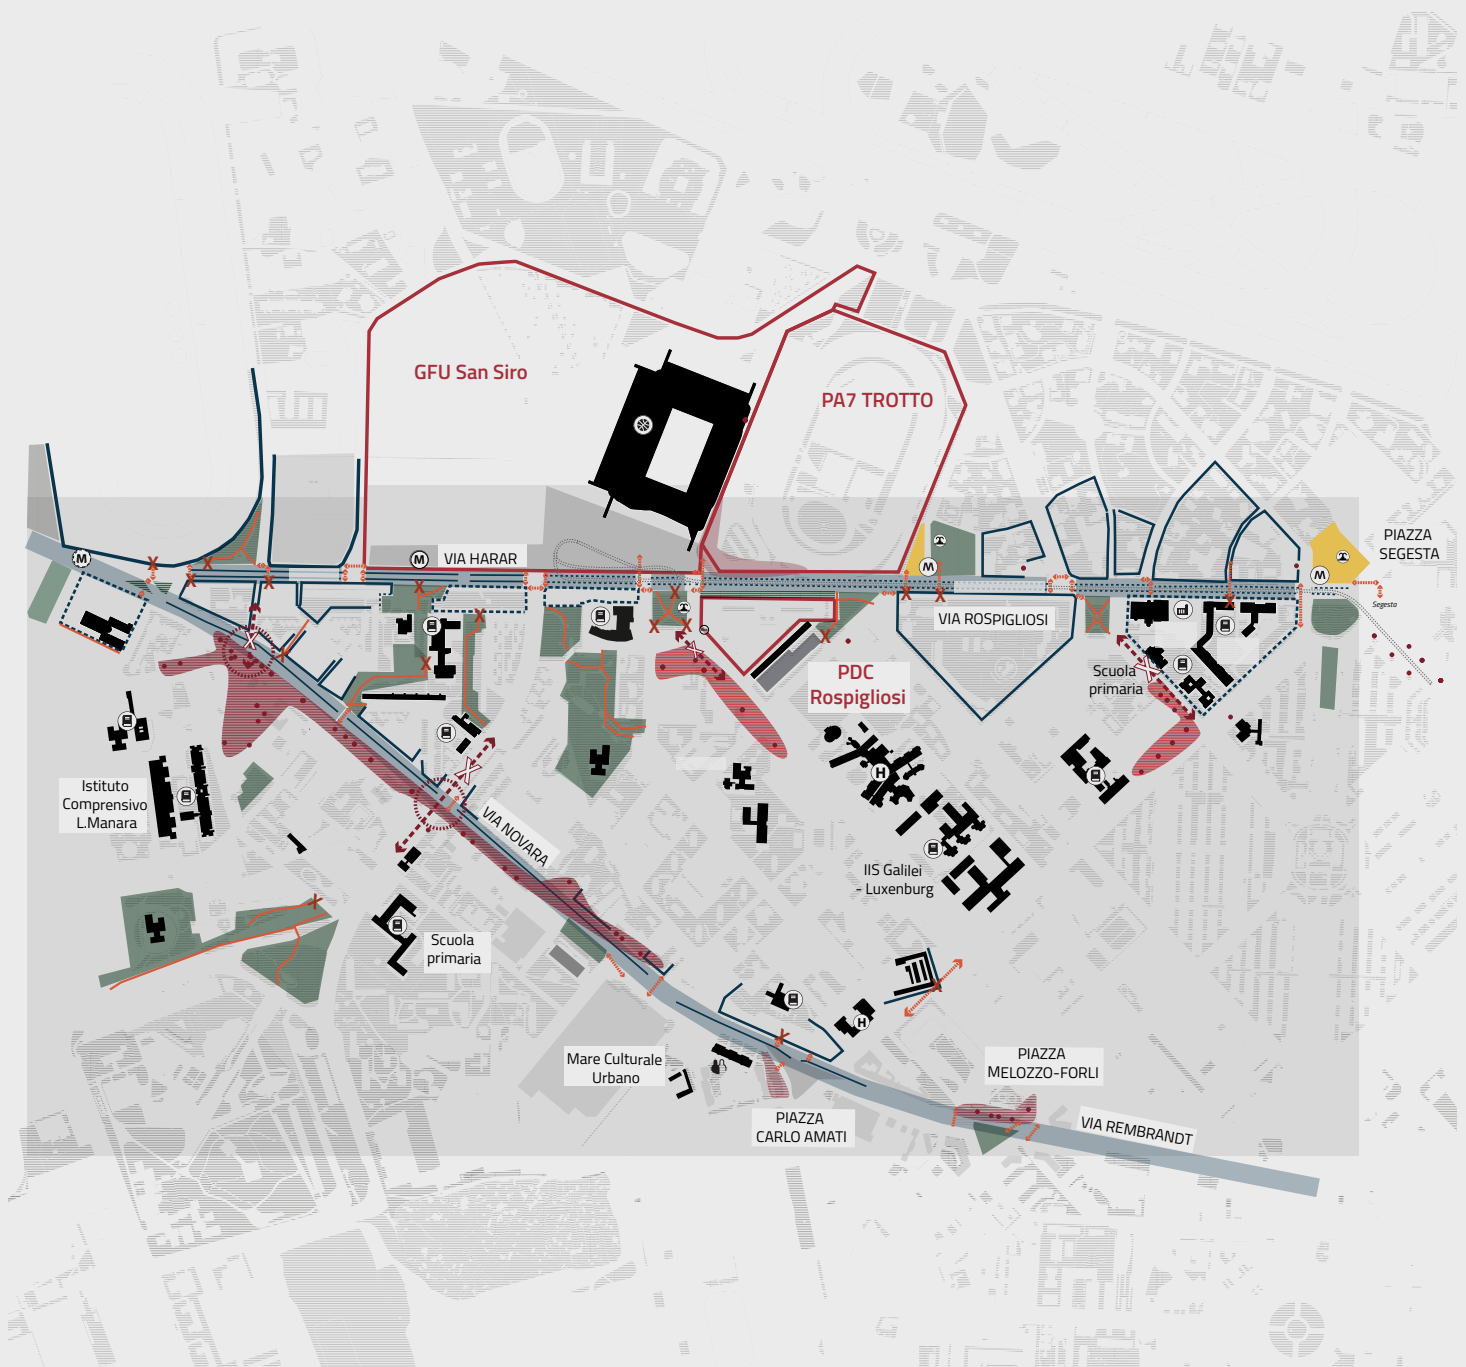 GFU San Siro
PA7 TROTTO
PIAZZA
SEGESTA
M
M
VIA HARAR
M
M
Segesta
VIA ROSPIGLIOSI
PDC
Rospigliosi
Scuola
primaria
Istituto
Comprensivo
L.Manara
H
VIA NOVARA
IIS Galilei
- Luxenburg
Scuola
primaria
H
Mare Culturale
Urbano
PIAZZA
MELOZZO-FORLI
PIAZZA
CARLO AMATI
VIA REMBRANDT